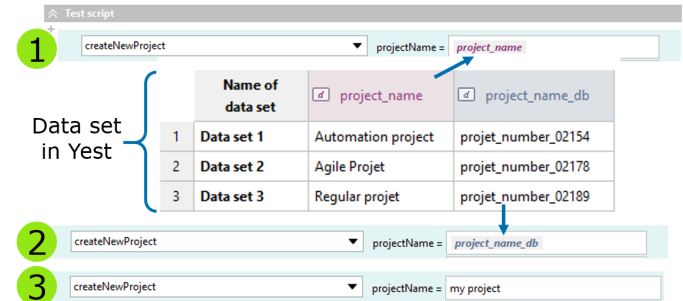 Test script
1 createNewProject projectName = project_name
Name of data set d project_name d project_name_db
Data set in Yest
1 Data set 1 Automation project projet_number_02154
2 Data set 2 Agile Projet projet_number_02178
3 Data set 3 Regular projet projet_number_02189
2 createNewProject projectName = project_name_db
3 createNewProject projectName = my project